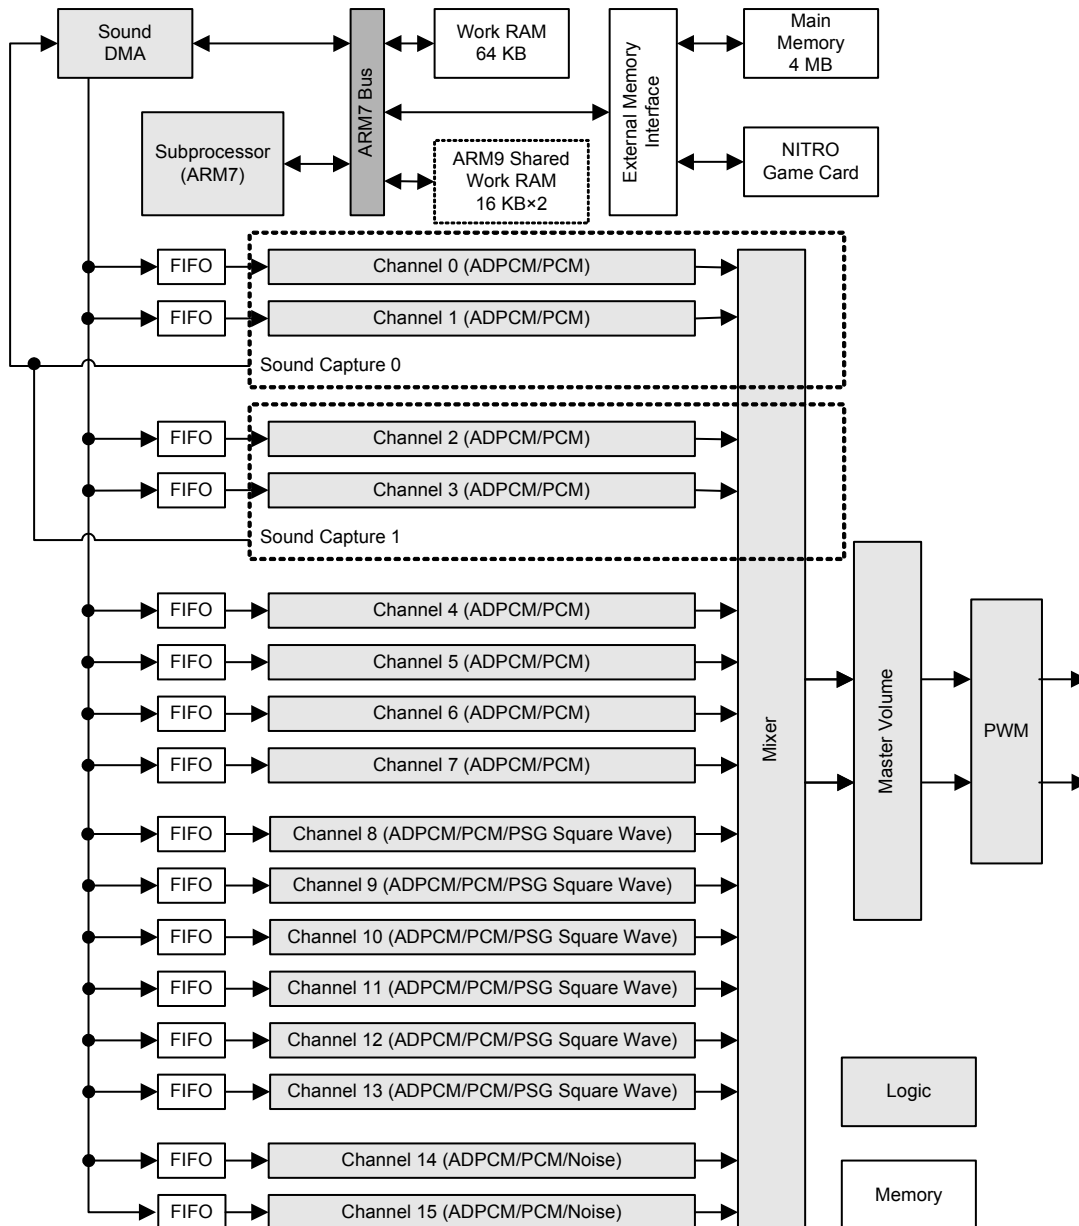 Sound
DMA
ARM7 Bus
Work RAM
64 KB
External Memory
Interface
Main
Memory
4 MB
Subprocessor
(ARM7)
ARM9 Shared
Work RAM
16 KB×2
NITRO
Game Card
FIFO
Channel 0 (ADPCM/PCM)
FIFO
Channel 1 (ADPCM/PCM)
Sound Capture 0
FIFO
Channel 2 (ADPCM/PCM)
FIFO
Channel 3 (ADPCM/PCM)
Sound Capture 1
FIFO
Channel 4 (ADPCM/PCM)
FIFO
Channel 5 (ADPCM/PCM)
FIFO
Channel 6 (ADPCM/PCM)
FIFO
Channel 7 (ADPCM/PCM)
Mixer
Master Volume
PWM
FIFO
Channel 8 (ADPCM/PCM/PSG Square Wave)
FIFO
Channel 9 (ADPCM/PCM/PSG Square Wave)
FIFO
Channel 10 (ADPCM/PCM/PSG Square Wave)
FIFO
Channel 11 (ADPCM/PCM/PSG Square Wave)
FIFO
Channel 12 (ADPCM/PCM/PSG Square Wave)
FIFO
Channel 13 (ADPCM/PCM/PSG Square Wave)
Logic
FIFO
Channel 14 (ADPCM/PCM/Noise)
FIFO
Channel 15 (ADPCM/PCM/Noise)
Memory